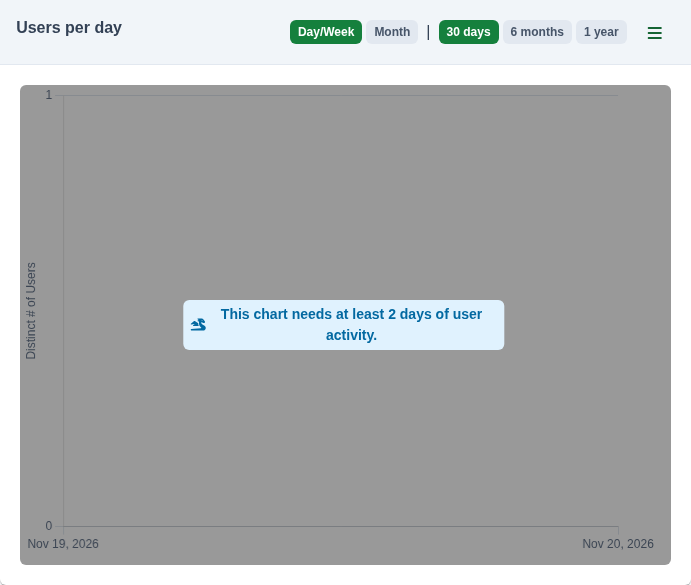 Users per day
Day/Week Month | 30 days 6 months 1 year
1
Distinct # of Users
This chart needs at least 2 days of user
activity.
0
Nov 19, 2026 Nov 20, 2026